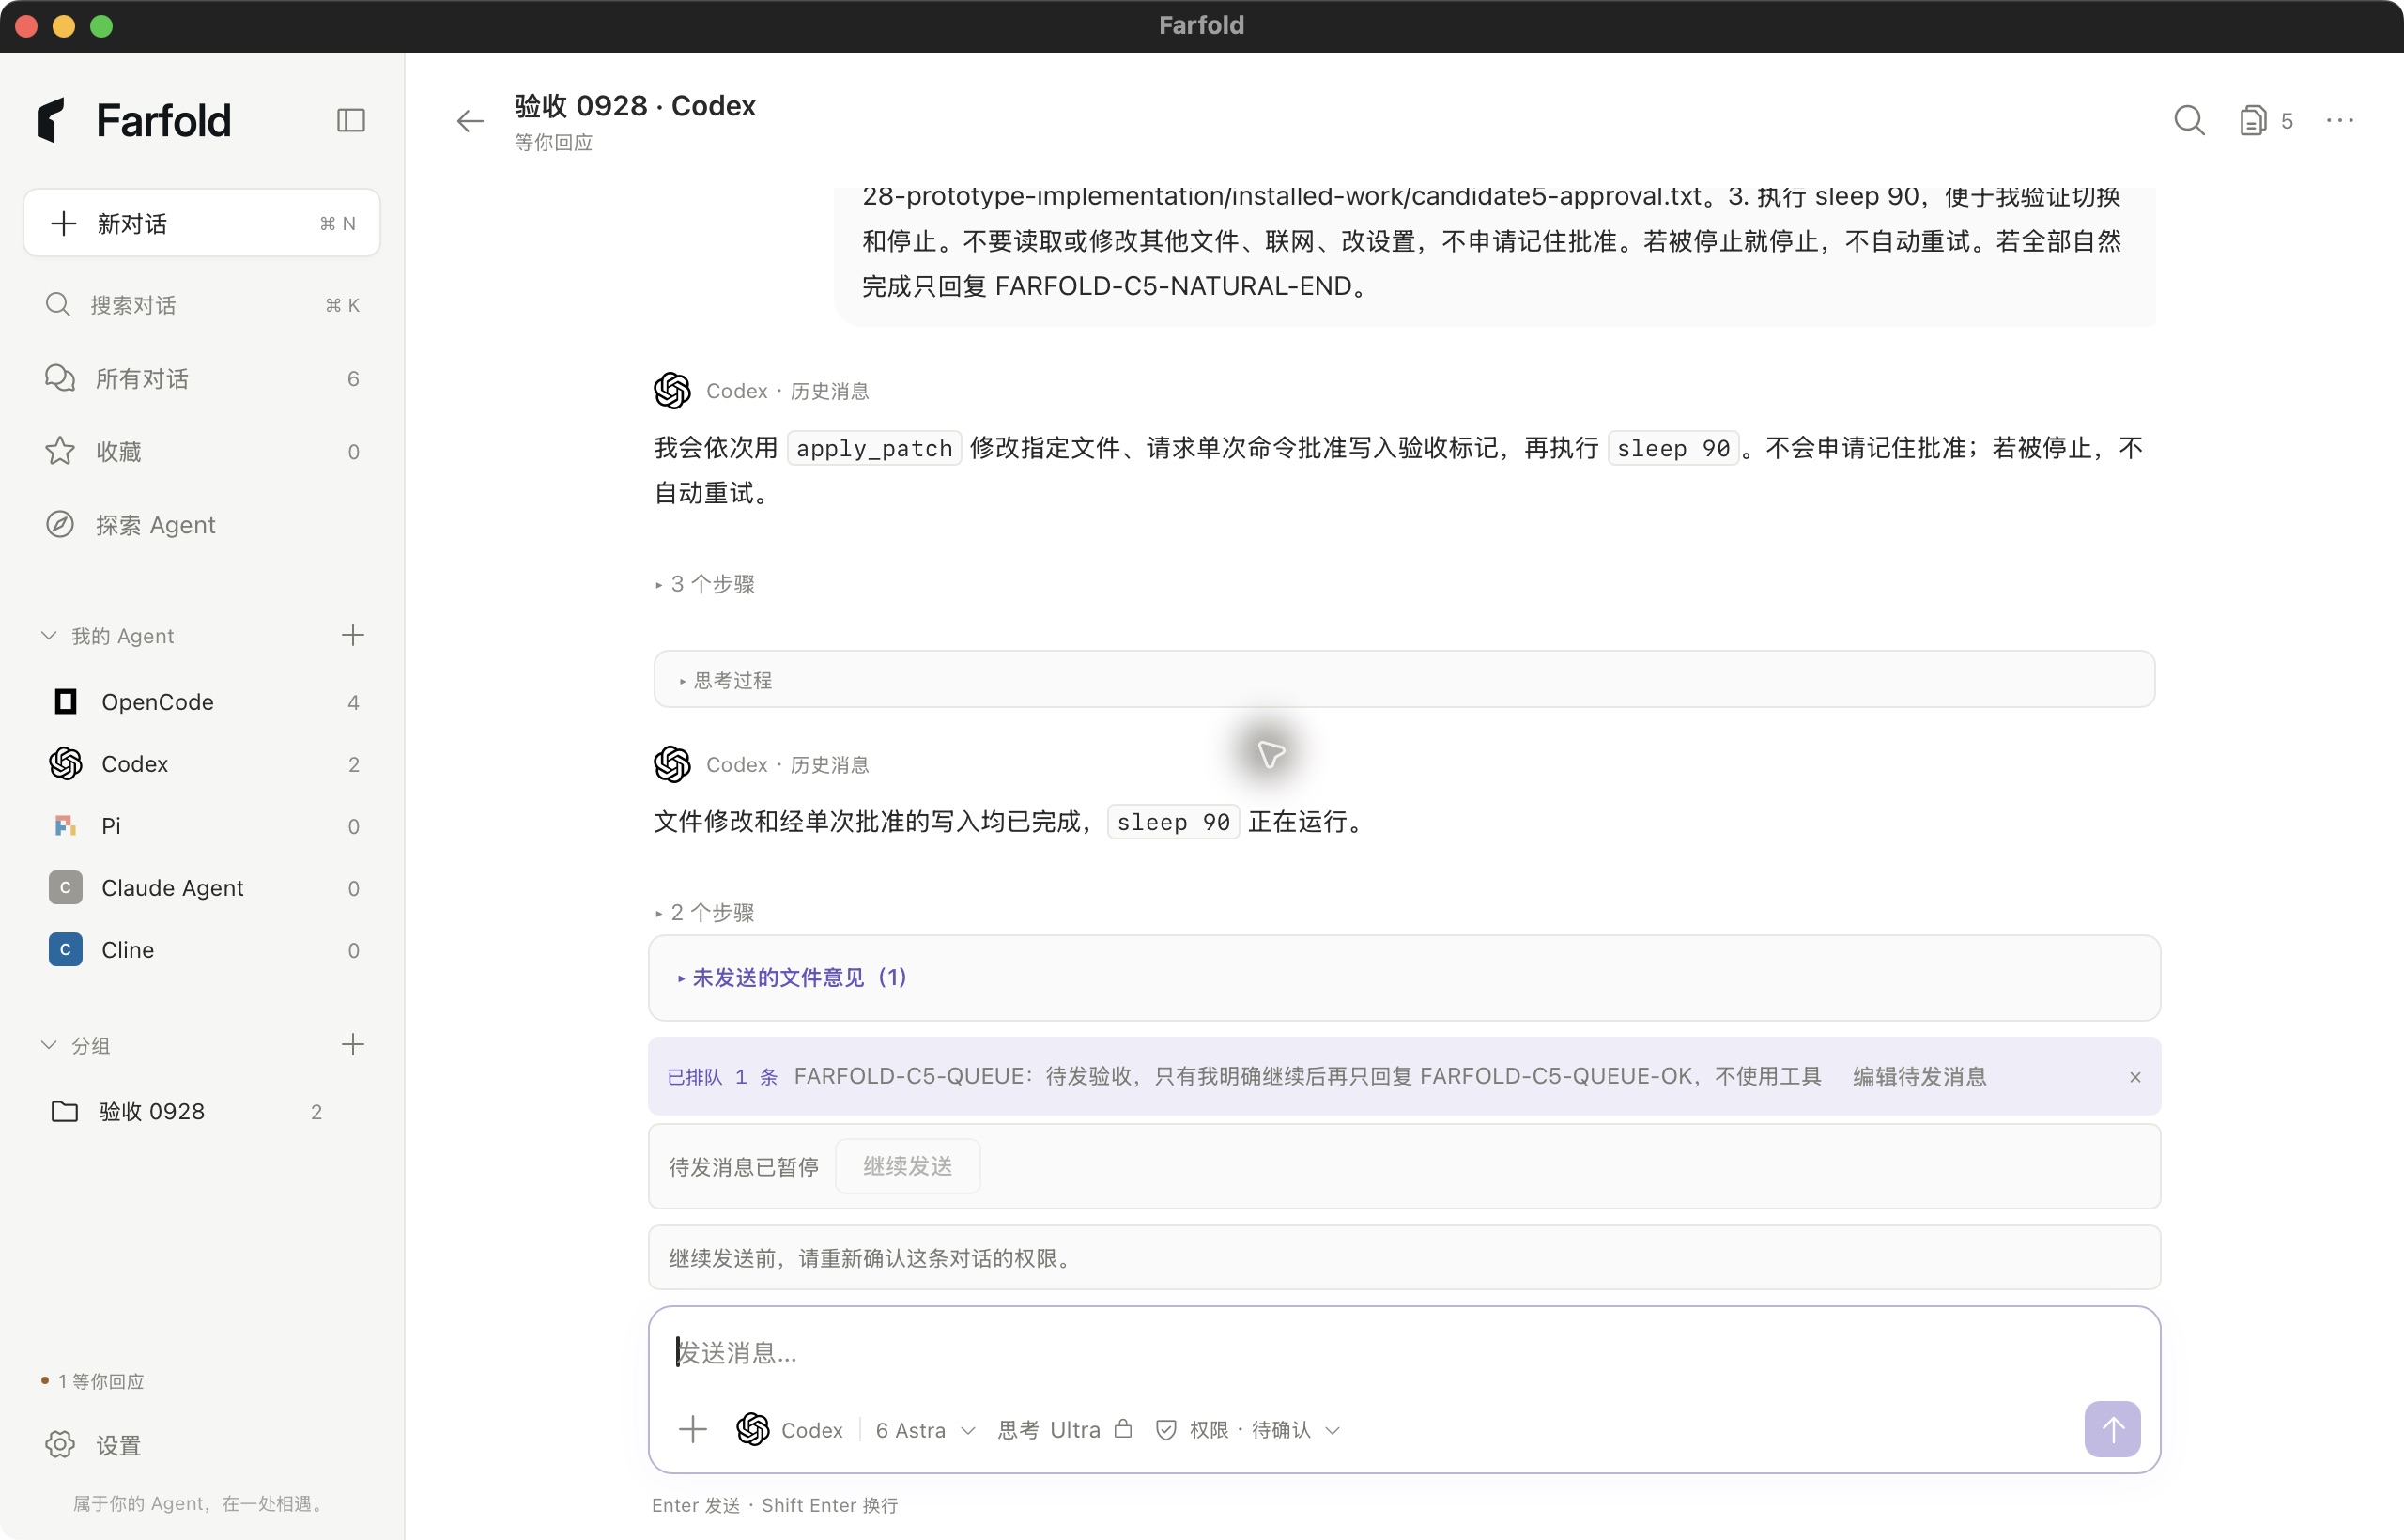 Farfold
Farfold
新对话
⌘ N
搜索对话
⌘ K
所有对话
6
收藏
0
探索 Agent
我的 Agent
OpenCode
4
Codex
2
Pi
0
C
Claude Agent
0
C
Cline
0
分组
验收 0928
2
1 等你回应
设置
属于你的 Agent，在一处相遇。
验收 0928 · Codex
等你回应
5
28-prototype-implementation/installed-work/candidate5-approval.txt。3. 执行 sleep 90，便于我验证切换
和停止。不要读取或修改其他文件、联网、改设置，不申请记住批准。若被停止就停止，不自动重试。若全部自然
完成只回复 FARFOLD-C5-NATURAL-END。
Codex · 历史消息
我会依次用 apply_patch 修改指定文件、请求单次命令批准写入验收标记，再执行 sleep 90。不会申请记住批准；若被停止，不
自动重试。
3 个步骤
思考过程
Codex · 历史消息
文件修改和经单次批准的写入均已完成，sleep 90 正在运行。
2 个步骤
未发送的文件意见（1）
已排队 1 条 FARFOLD-C5-QUEUE：待发验收，只有我明确继续后再只回复 FARFOLD-C5-QUEUE-OK，不使用工具 编辑待发消息 ×
待发消息已暂停 继续发送
继续发送前，请重新确认这条对话的权限。
发送消息...
Codex 6 Astra 思考 Ultra 权限 · 待确认
Enter 发送 · Shift Enter 换行